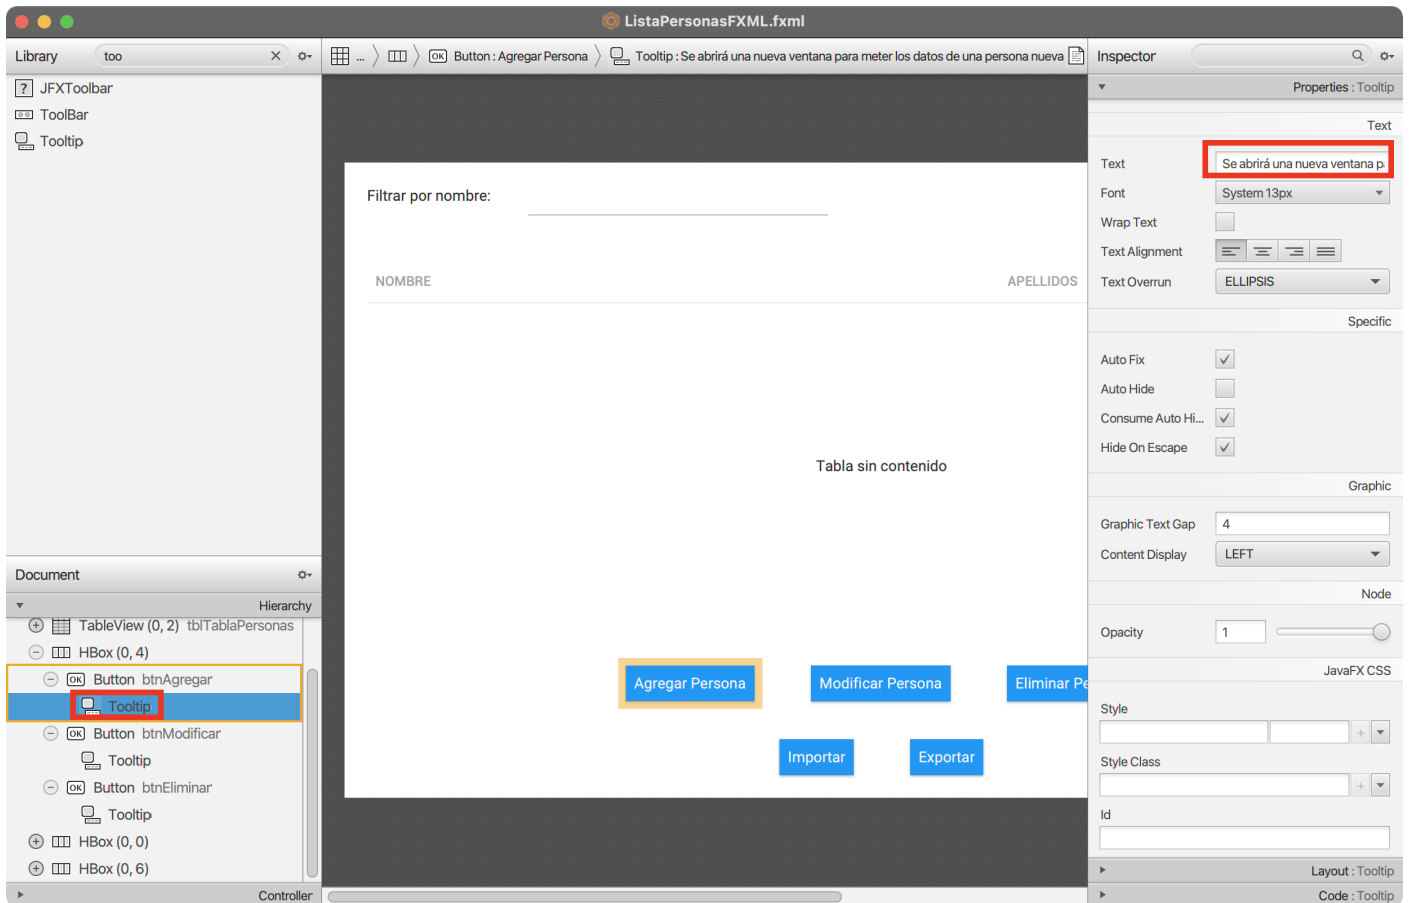 ListaPersonasFXML.fxml
Library
too
... Button : Agregar Persona Tooltip : Se abrirá una nueva ventana para meter los datos de una persona nueva
Inspector
? JFXToolbar
ToolBar
Tooltip
Properties : Tooltip
Text
Text Se abrirá una nueva ventana p
Font System 13px
Wrap Text
Text Alignment
Text Overrun ELLIPSIS
Specific
Auto Fix
Auto Hide
Consume Auto Hi...
Hide On Escape
Graphic
Graphic Text Gap 4
Content Display LEFT
Node
Opacity 1
JavaFX CSS
Style
Style Class
Id
Layout : Tooltip
Code : Tooltip
Filtrar por nombre:
NOMBRE APELLIDOS
Tabla sin contenido
Agregar Persona Modificar Persona Eliminar Pe
Importar Exportar
Document
Hierarchy
TableView (0, 2) tblTablaPersonas
HBox (0, 4)
OK Button btnAgregar
Tooltip
OK Button btnModificar
Tooltip
OK Button btnEliminar
Tooltip
HBox (0, 0)
HBox (0, 6)
Controller